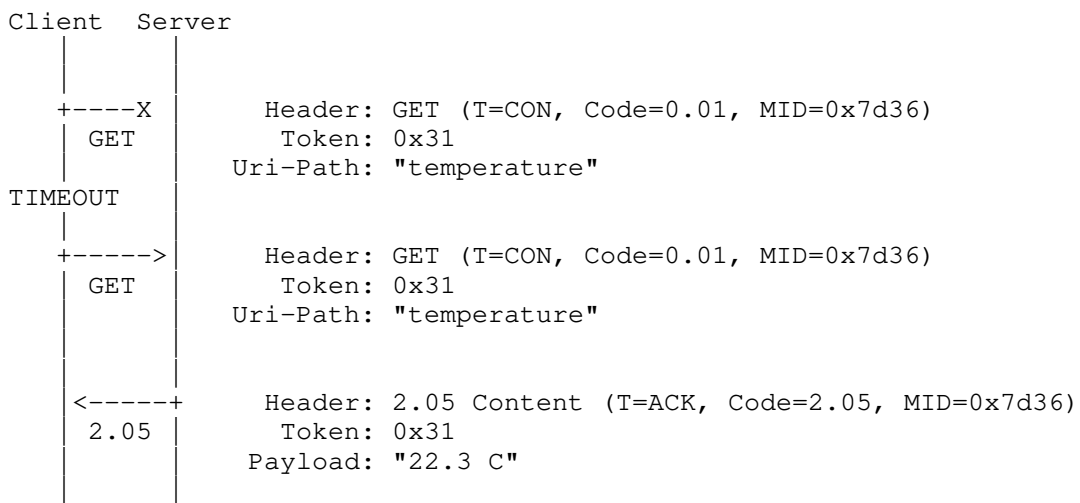 Client  Server
   |      |
   |      |
   +----X |     Header: GET (T=CON, Code=0.01, MID=0x7d36)
   | GET  |      Token: 0x31
   |      |   Uri-Path: "temperature"
TIMEOUT   |
   |      |
   +----->|     Header: GET (T=CON, Code=0.01, MID=0x7d36)
   | GET  |      Token: 0x31
   |      |   Uri-Path: "temperature"
   |      |
   |      |
   |<-----+     Header: 2.05 Content (T=ACK, Code=2.05, MID=0x7d36)
   | 2.05 |      Token: 0x31
   |      |    Payload: "22.3 C"
   |      |